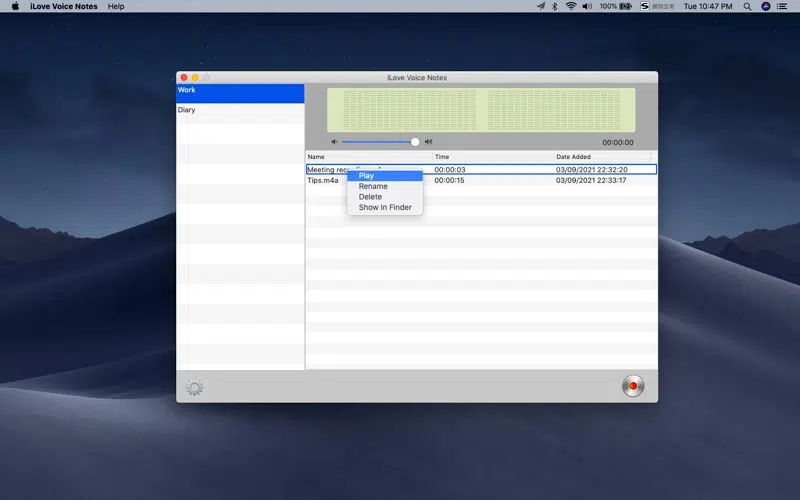 iLove Voice Notes Help 100% Tue 10:47 PM
iLove Voice Notes
Work
Diary
00:00:00
Name Time Date Added
Meeting 00:00:03 03/09/2021 22:32:20
Tips.m4a 00:00:15 03/09/2021 22:33:17
Play
Rename
Delete
Show In Finder